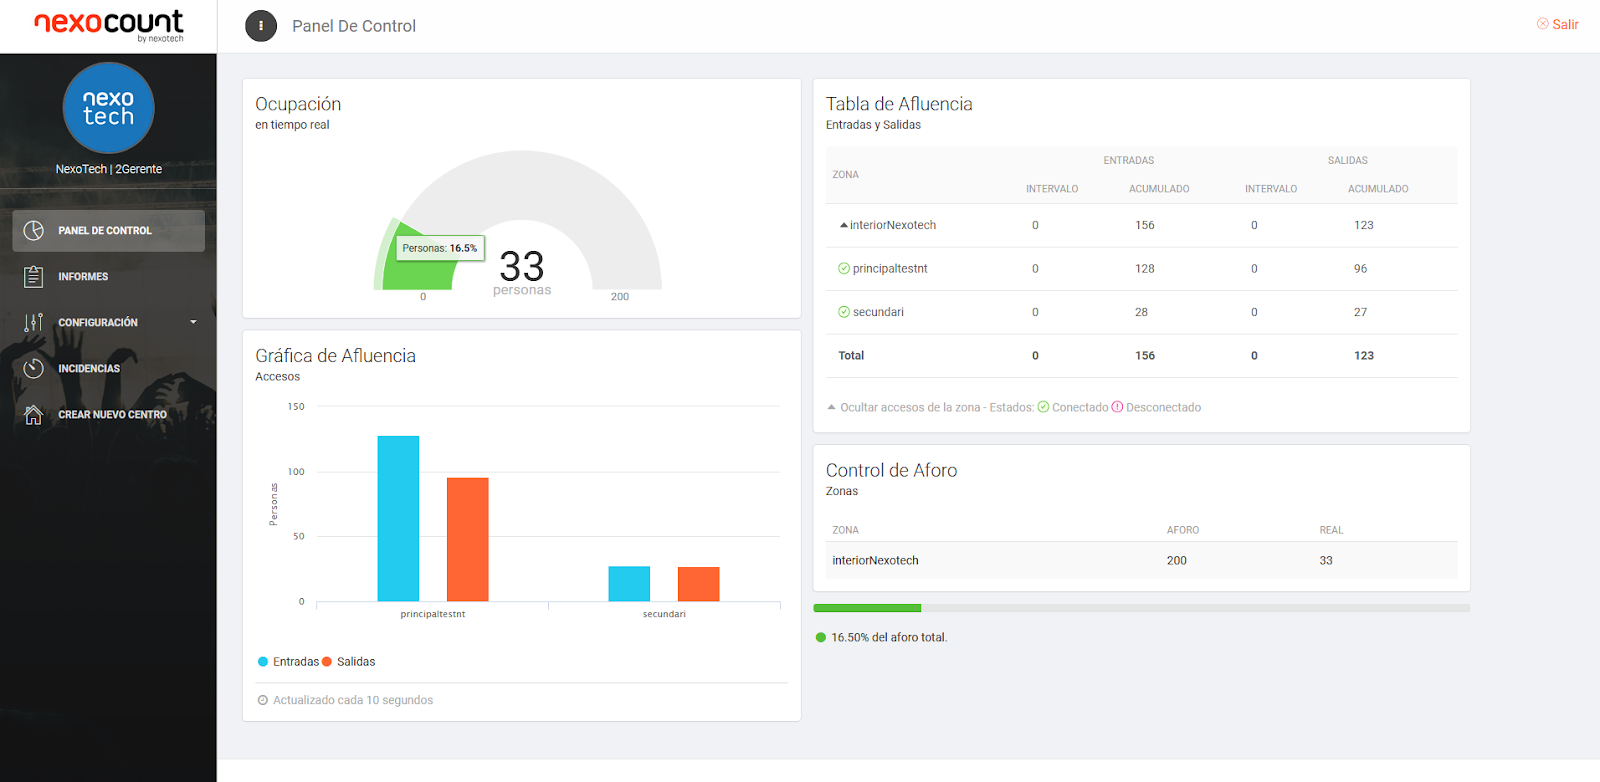 nexocount
by nexotech
Panel De Control
Salir
nexo
tech
NexoTech | 2Gerente
PANEL DE CONTROL
INFORMES
CONFIGURACIÓN
INCIDENCIAS
CREAR NUEVO CENTRO
Ocupación
en tiempo real
Personas: 16.5%
33
personas
0
200
Gráfica de Afluencia
Accesos
150
100
50
0
Personas
principaltestnt
secundari
Entradas Salidas
Actualizado cada 10 segundos
Tabla de Afluencia
Entradas y Salidas
ENTRADAS SALIDAS
ZONA
INTERVALO ACUMULADO INTERVALO ACUMULADO
interiorNexotech 0 156 0 123
principaltestnt 0 128 0 96
secundari 0 28 0 27
Total 0 156 0 123
Ocultar accesos de la zona - Estados: Conectado Desconectado
Control de Aforo
Zonas
ZONA AFORO REAL
interiorNexotech 200 33
16.50% del aforo total.